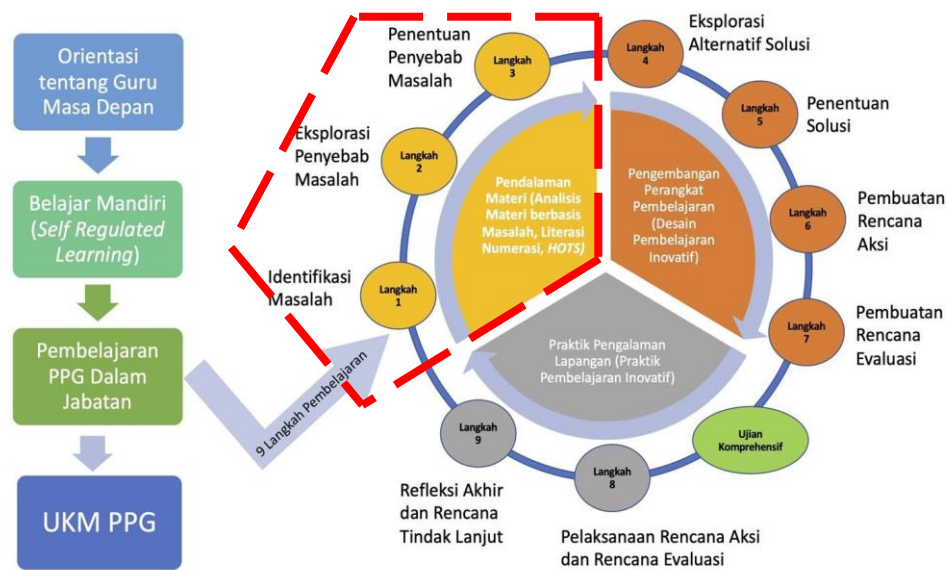 Orientasi
tentang Guru
Masa Depan
Belajar Mandiri
(Self Regulated
Learning)
Pembelajaran
PPG Dalam
Jabatan
UKM PPG
9 Langkah Pembelajaran
Identifikasi
Masalah
Langkah
1
Eksplorasi
Penyebab
Masalah
Langkah
2
Penentuan
Penyebab
Masalah
Langkah
3
Eksplorasi
Alternatif Solusi
Langkah
4
Penentuan
Solusi
Langkah
5
Pembuatan
Rencana
Aksi
Langkah
6
Pembuatan
Rencana
Evaluasi
Langkah
7
Ujian
Komprehensif
Langkah
8
Pelaksanaan Rencana Aksi
dan Rencana Evaluasi
Langkah
9
Refleksi Akhir
dan Rencana
Tindak Lanjut
Pendalaman
Materi (Analisis
Materi berbasis
Masalah, Literasi
Numerasi, HOTS)
Pengembangan
Perangkat
Pembelajaran
(Desain
Pembelajaran
Inovatif)
Praktik Pengalaman
Lapangan (Praktik
Pembelajaran Inovatif)